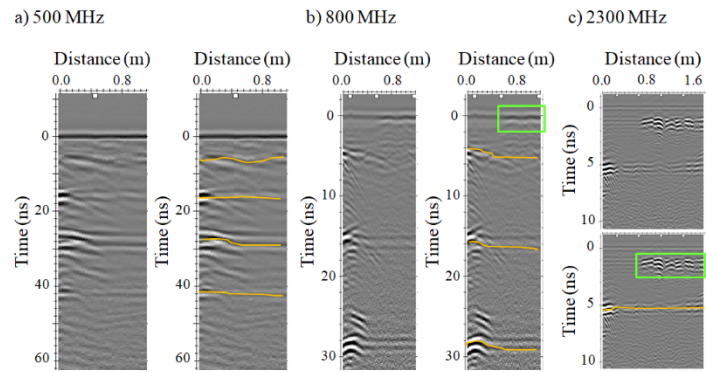 a) 500 MHz
b) 800 MHz
c) 2300 MHz
Distance (m)
Distance (m)
Distance (m)
Distance (m)
Distance (m)
0.0 0.8
0.0 0.8
0.0 0.8
0.0 0.8
0.0 0.8 1.6
Time (ns)
0
20
40
60
Time (ns)
0
20
40
60
Time (ns)
0
10
20
30
Time (ns)
0
10
20
30
Time (ns)
0
5
10
Time (ns)
0
5
10